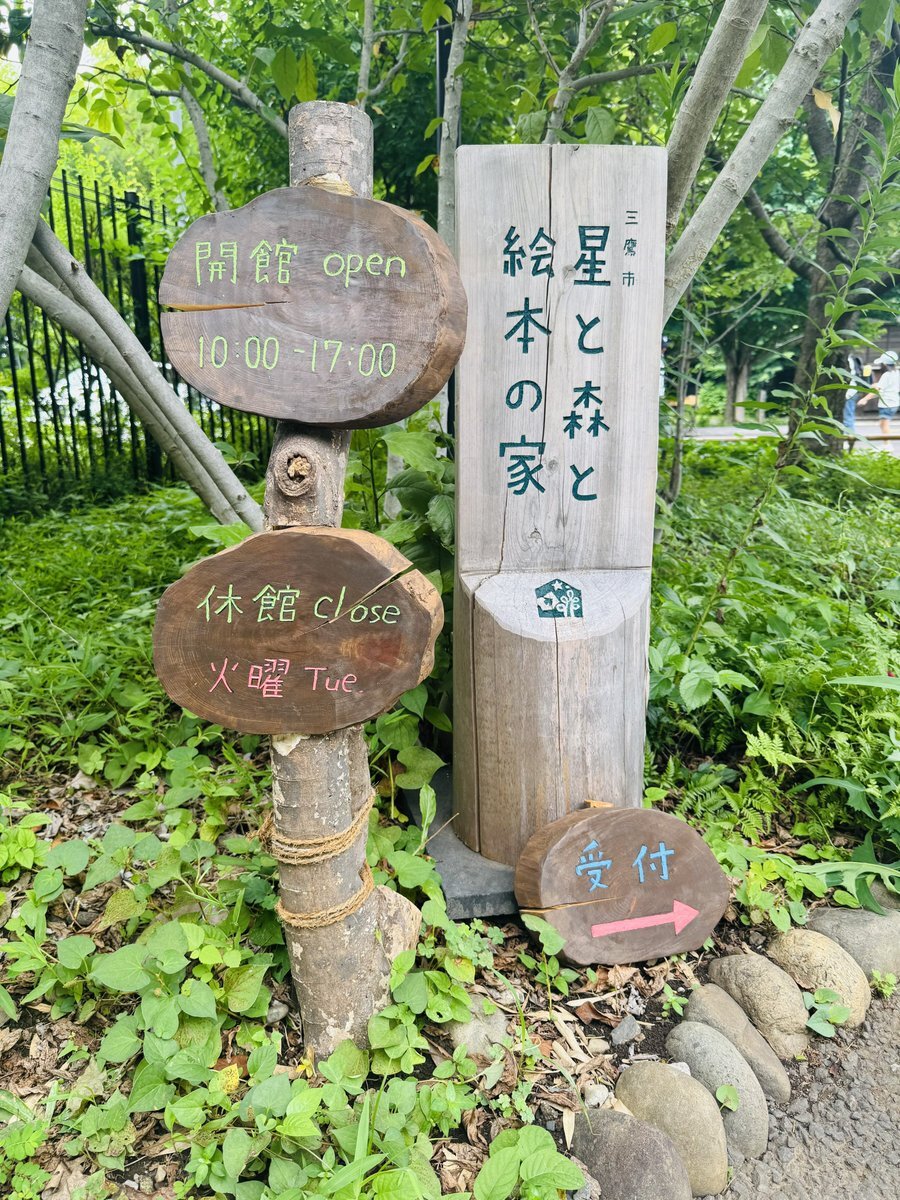 開館 open
10:00-17:00
休館 close
火曜 Tue
三鷹市
星と森と
絵本の家
受付